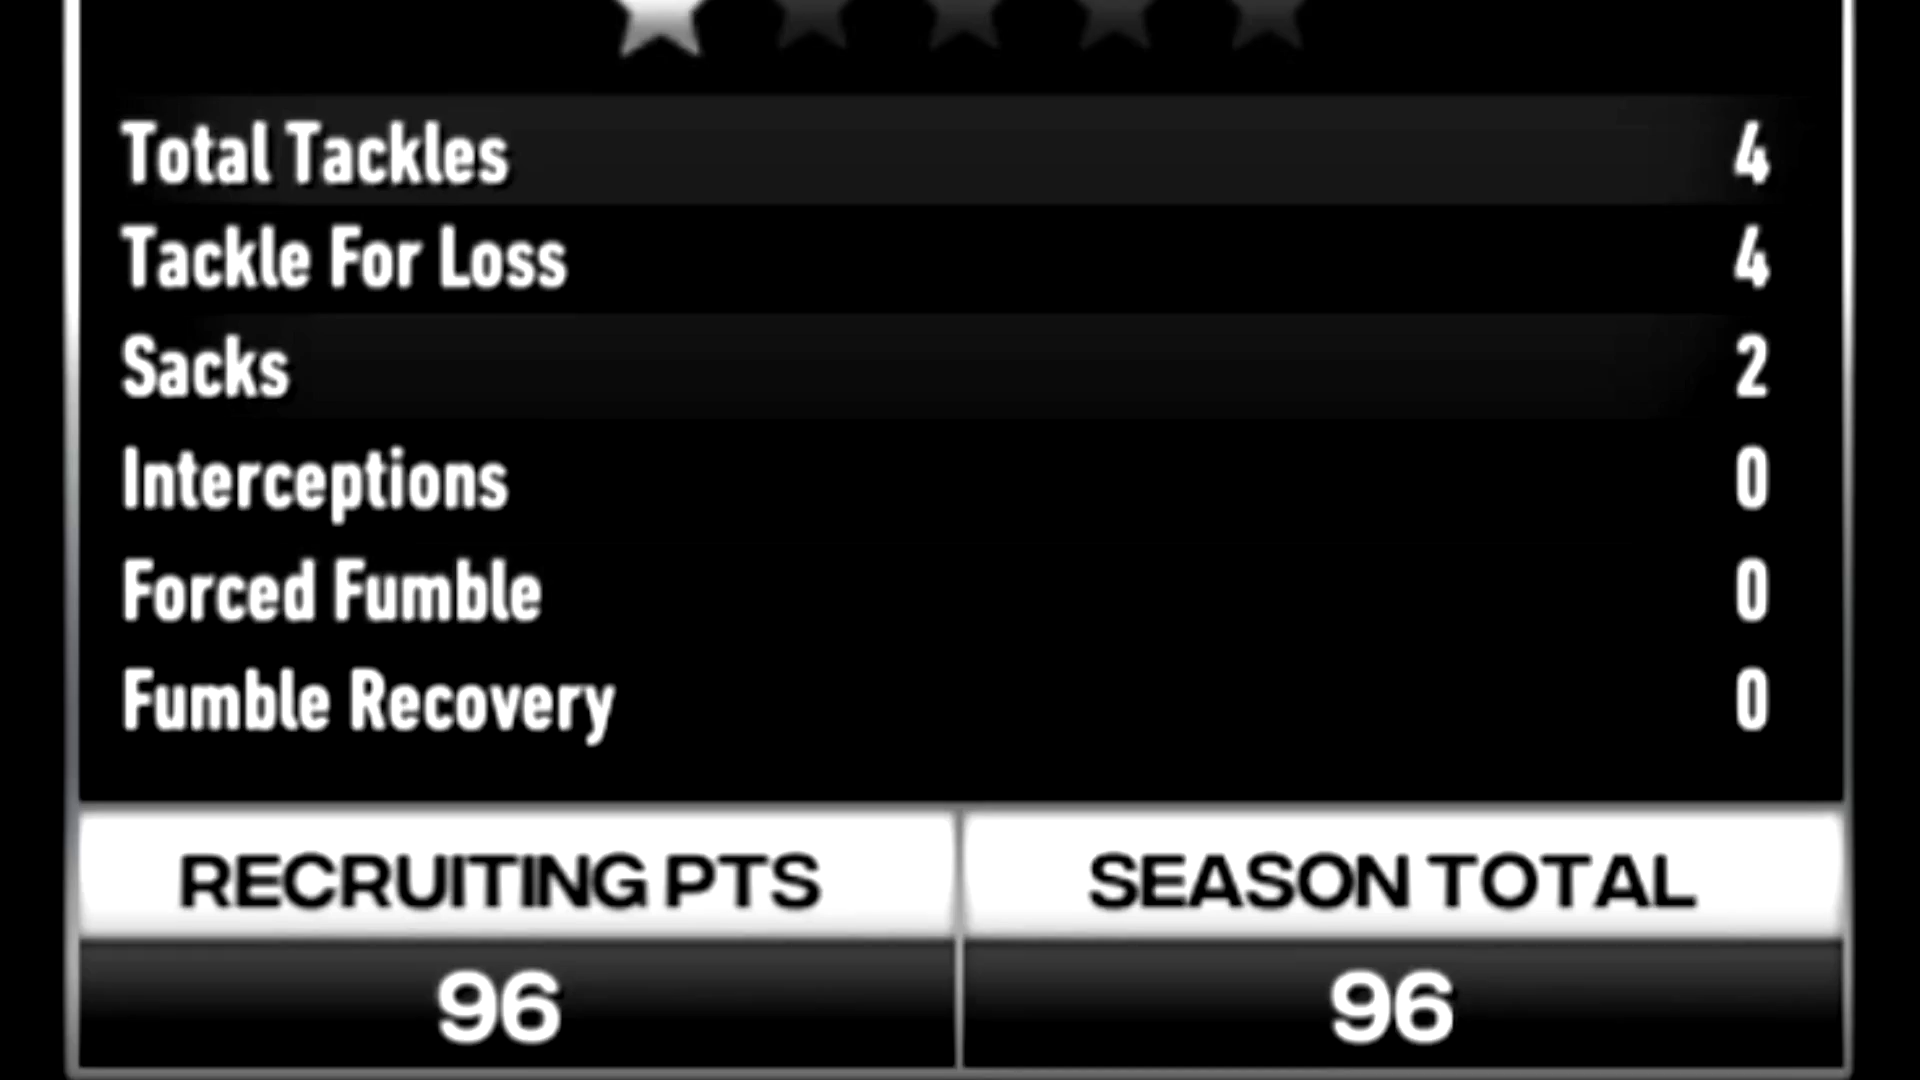 Total Tackles 4
Tackle For Loss 4
Sacks 2
Interceptions 0
Forced Fumble 0
Fumble Recovery 0
RECRUITING PTS SEASON TOTAL
96 96